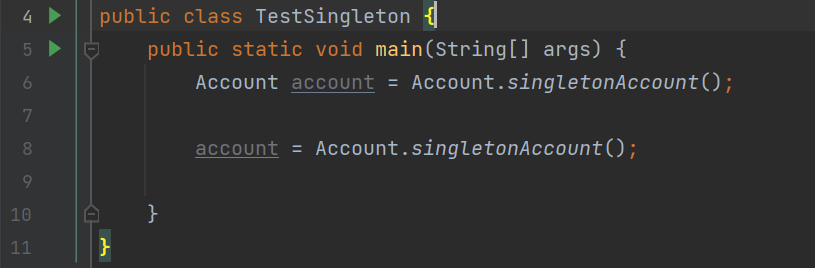 4 public class TestSingleton {
5 public static void main(String[] args) {
6 Account account = Account.singletonAccount();
7
8 account = Account.singletonAccount();
9
10 }
11 }